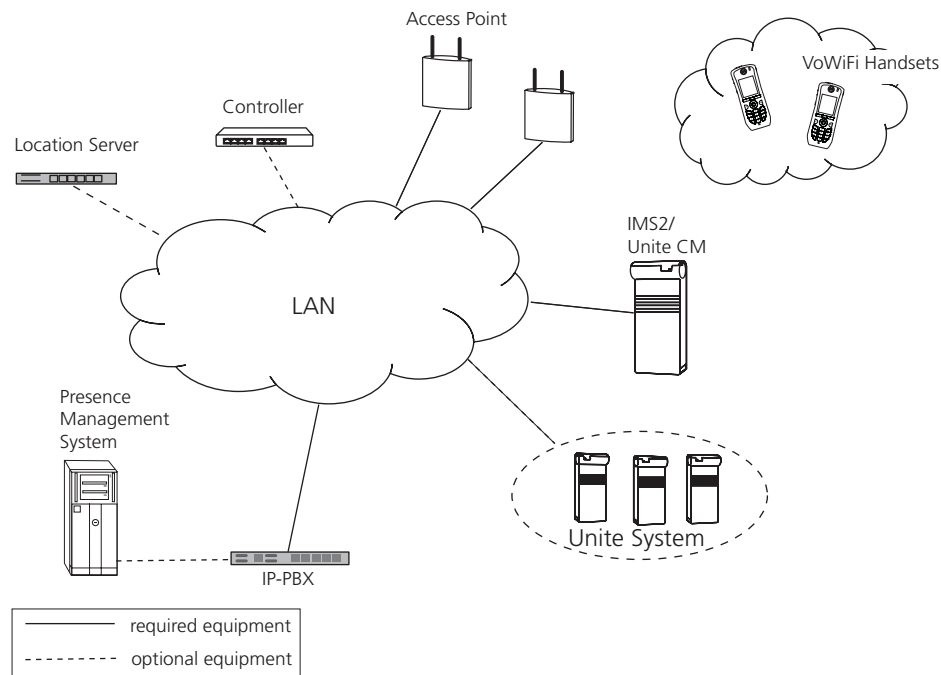 Access Point
VoWiFi Handsets
Controller
Location Server
IMS2/
Unite CM
LAN
Presence
Management
System
Unite System
IP-PBX
required equipment
optional equipment